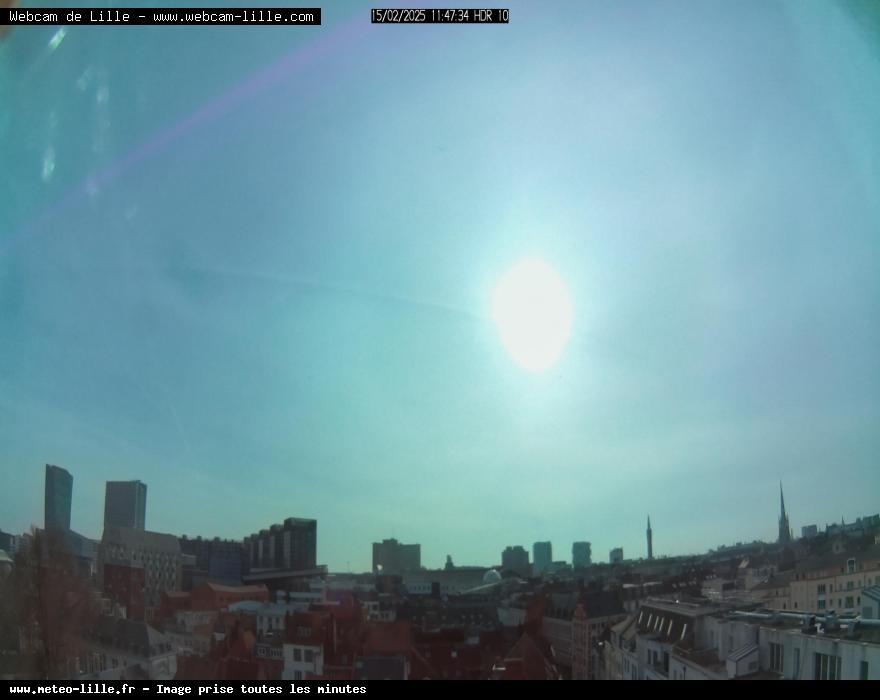 Webcam de Lille - www.webcam-lille.com
15/02/2025 11:47:34 HDR 10
www.meteo-lille.fr - Image prise toutes les minutes